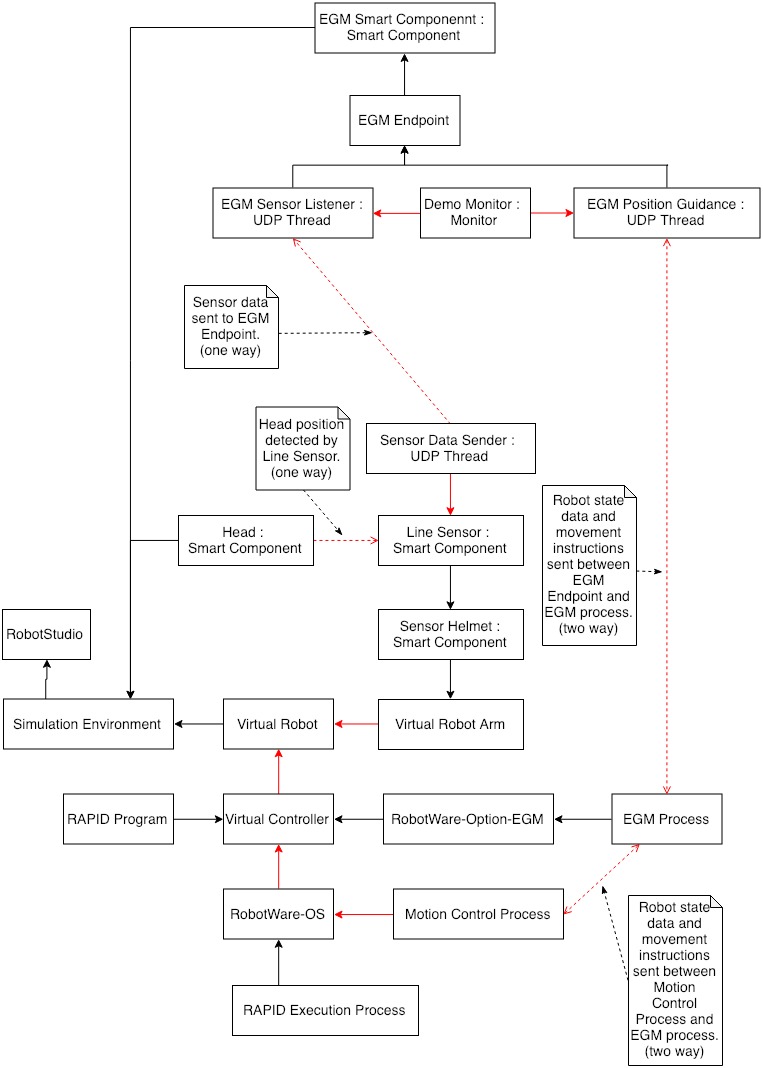 EGM Smart Componennt :
Smart Component
EGM Endpoint
EGM Sensor Listener :
UDP Thread
Demo Monitor :
Monitor
EGM Position Guidance :
UDP Thread
Sensor data
sent to EGM
Endpoint.
(one way)
Head position
detected by
Line Sensor.
(one way)
Sensor Data Sender :
UDP Thread
Robot state
data and
movement
instructions
sent between
EGM
Endpoint and
EGM process.
(two way)
Head :
Smart Component
Line Sensor :
Smart Component
RobotStudio
Sensor Helmet :
Smart Component
Simulation Environment
Virtual Robot
Virtual Robot Arm
RAPID Program
Virtual Controller
RobotWare-Option-EGM
EGM Process
RobotWare-OS
Motion Control Process
Robot state
data and
movement
instructions
sent between
Motion
Control
Process and
EGM process.
(two way)
RAPID Execution Process